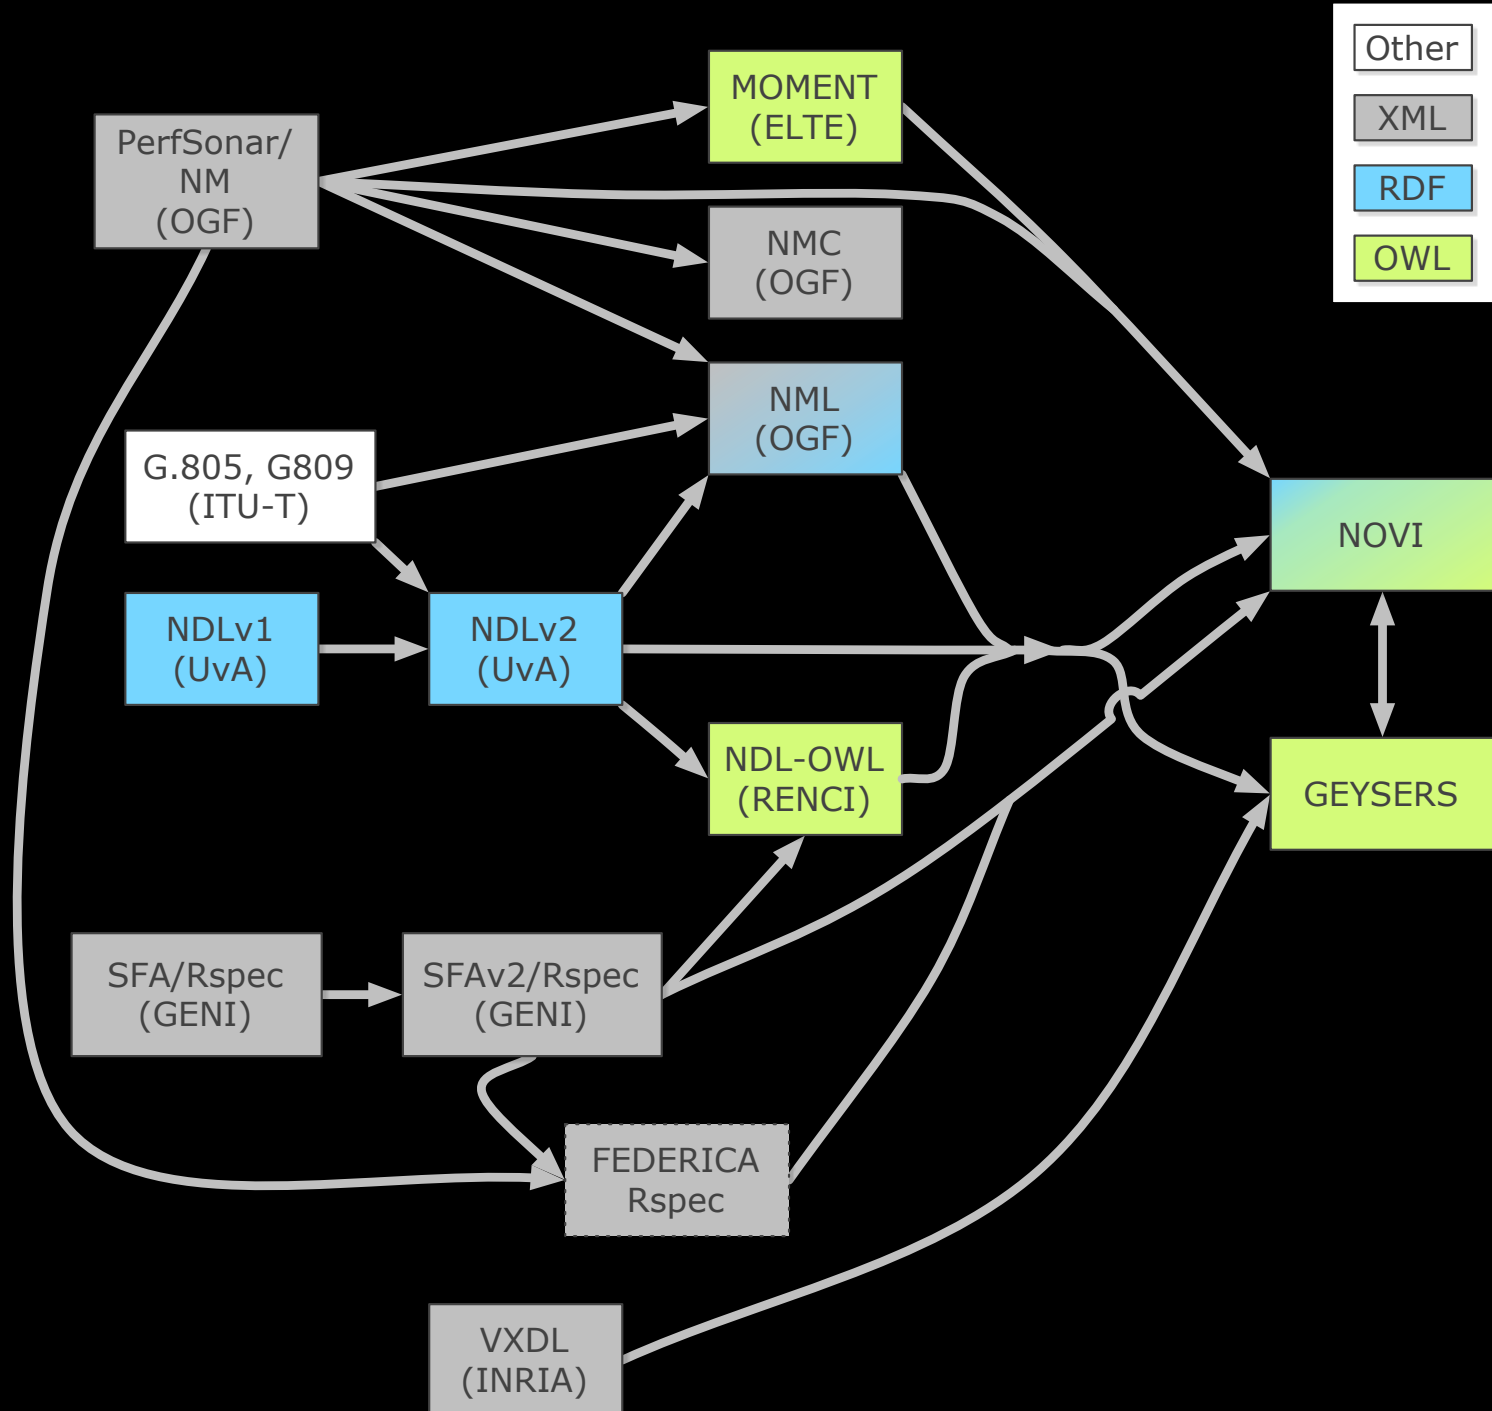 Other
XML
RDF
OWL
MOMENT
(ELTE)
PerfSonar/
NM
(OGF)
NMC
(OGF)
NML
(OGF)
G.805, G809
(ITU-T)
NOVI
NDLv1
(UvA)
NDLv2
(UvA)
NDL-OWL
(RENCI)
GEYSERS
SFA/Rspec
(GENI)
SFAv2/Rspec
(GENI)
FEDERICA
Rspec
VXDL
(INRIA)